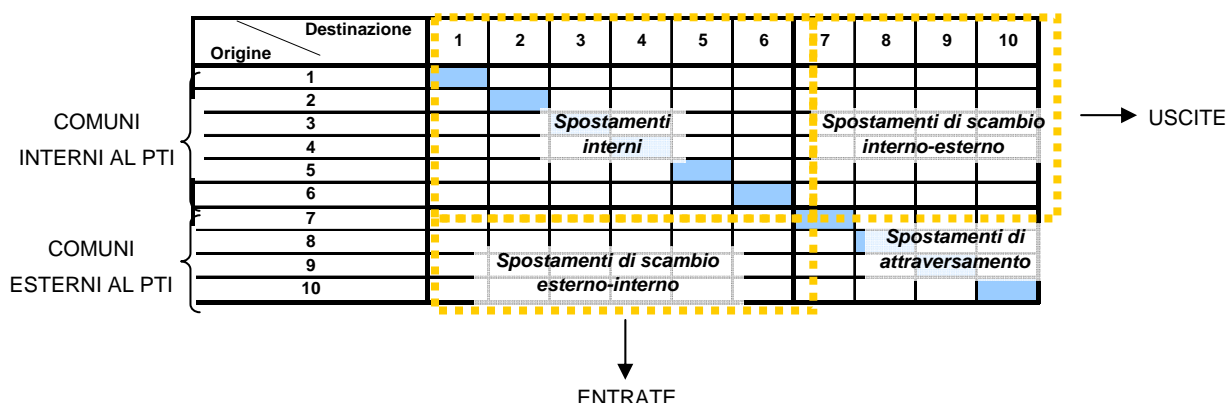 Destinazione
Origine
1 2 3 4 5 6 7 8 9 10
1
2
3
4
5
6
7
8
9
10
COMUNI
INTERNI AL PTI
COMUNI
ESTERNI AL PTI
Spostamenti
interni
Spostamenti di scambio
interno-esterno
Spostamenti di scambio
esterno-interno
Spostamenti di
attraversamento
USCITE
ENTRATE